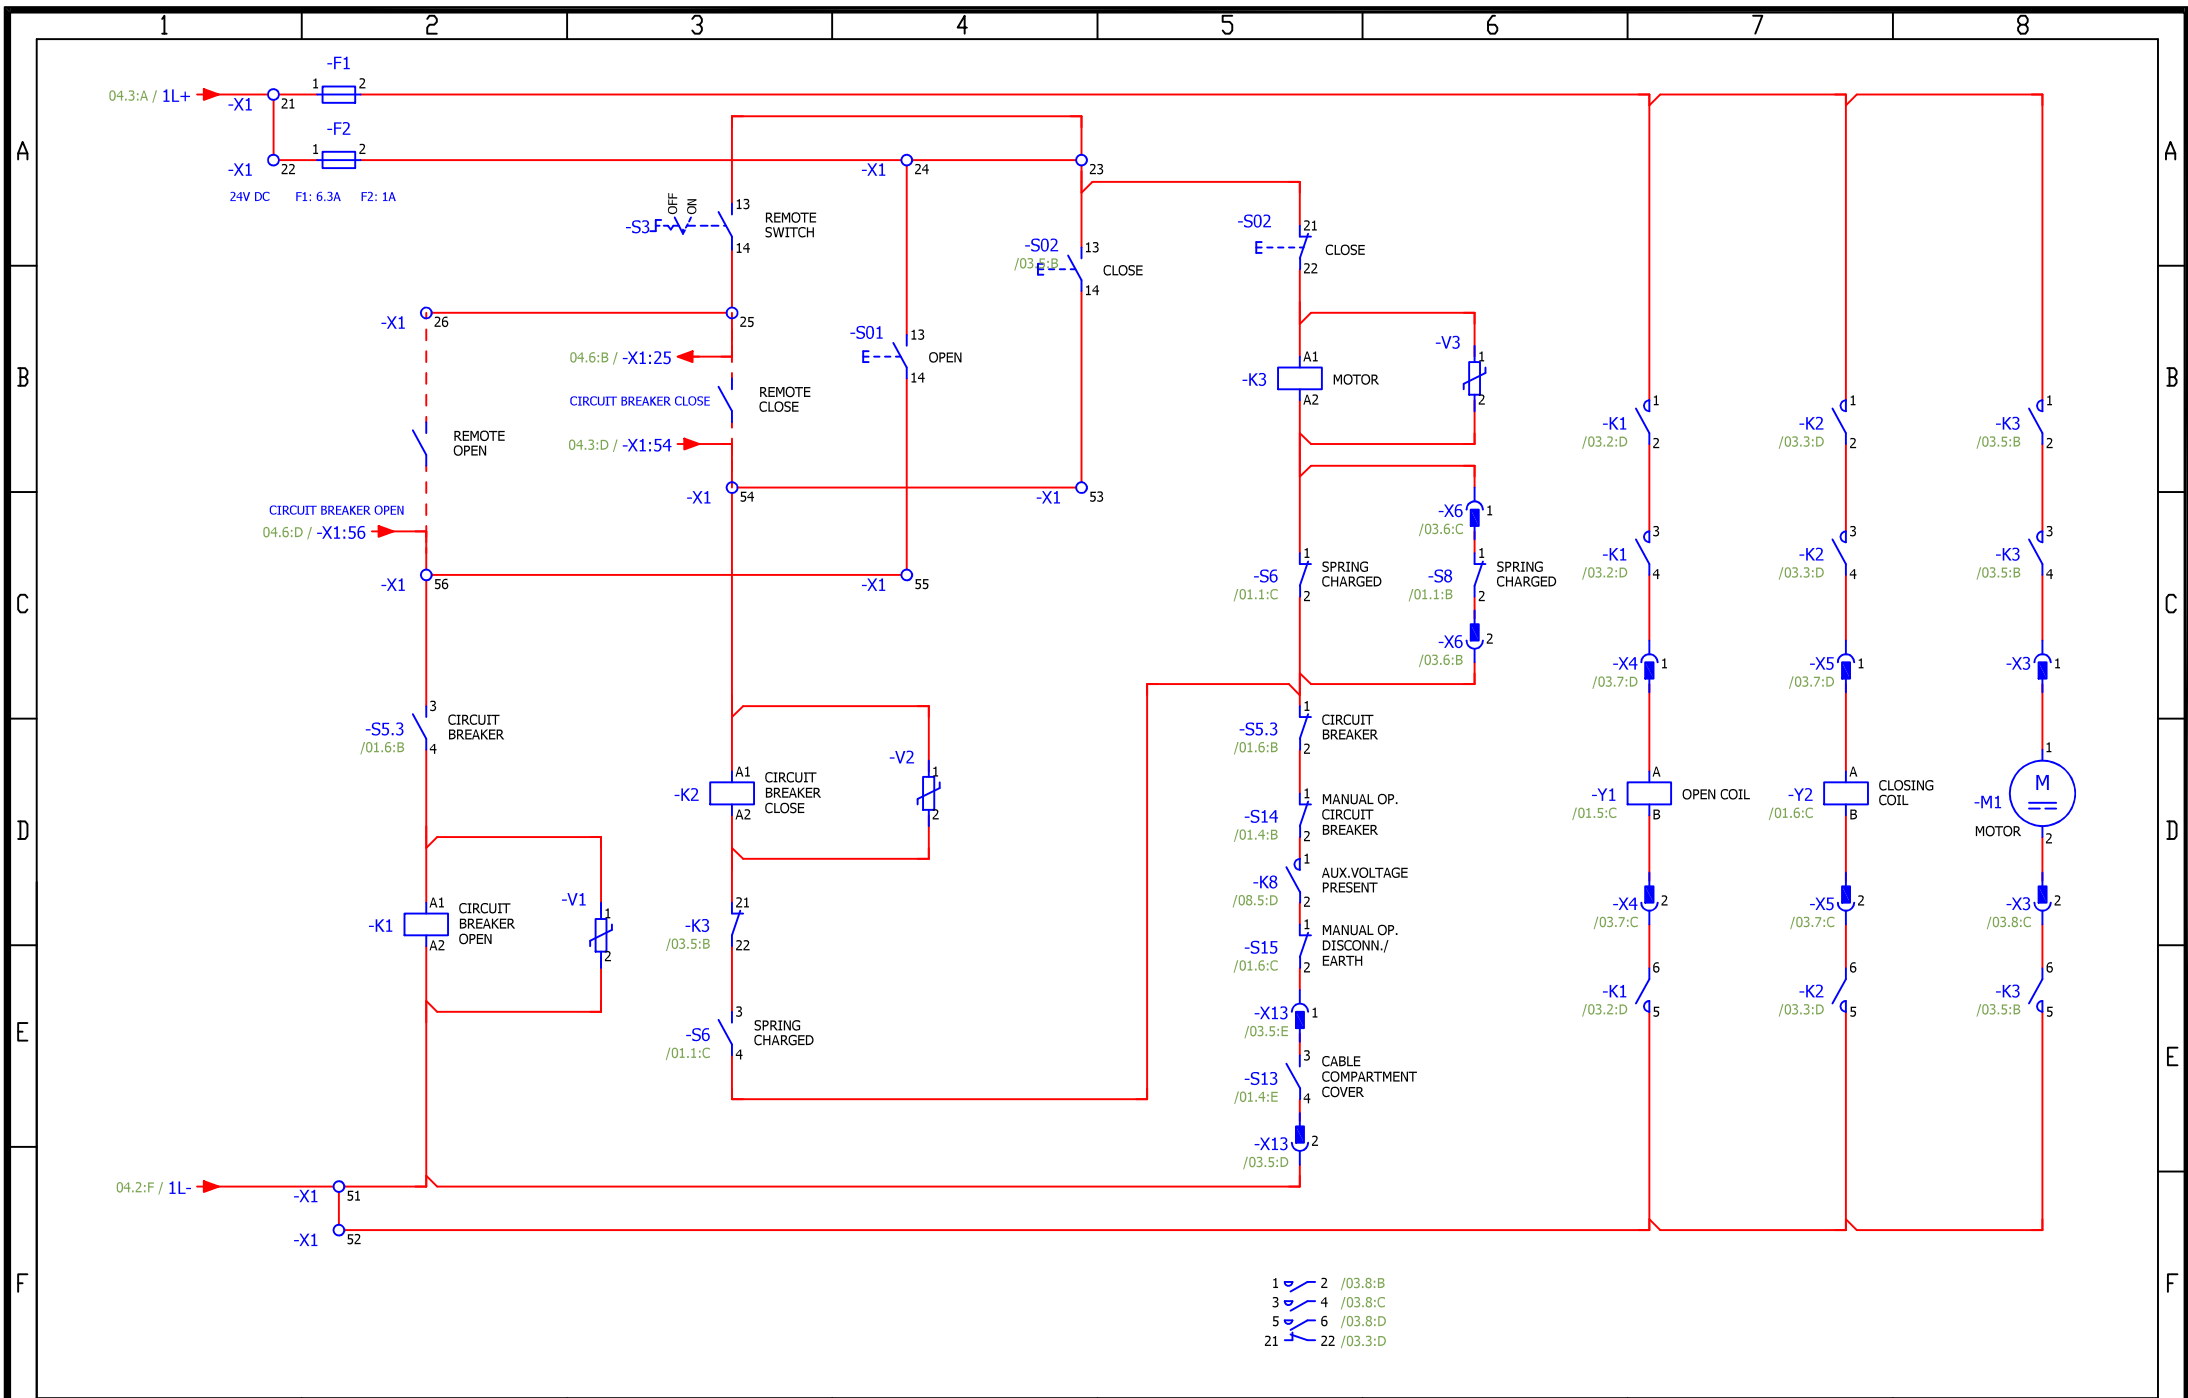 1 2 3 4 5 6 7 8
-F1
1 2
04.3:A / 1L+
-X1 21
-F2
1 2
A A
-X1 22
-X1 24
23
24V DC F1: 6.3A F2: 1A
OFF ON
-S3 E
13
14
REMOTE
SWITCH
-S02
/03.5:B
E
13
14
CLOSE
-S02
E
21
22
CLOSE
B B
-X1 26
25
04.6:B / -X1:25
CIRCUIT BREAKER CLOSE
REMOTE
CLOSE
04.3:D / -X1:54
-S01
E
13
14
OPEN
-K3
A1
A2
MOTOR
-V3
1
2
REMOTE
OPEN
-K1
/03.2:D
1
2
-K2
/03.3:D
1
2
-K3
/03.5:B
1
2
-X1 54
-X1 53
CIRCUIT BREAKER OPEN
04.6:D / -X1:56
-X1 56
-X1 55
C C
-X6 1
/03.6:C
-S6
/01.1:C
1
2
SPRING
CHARGED
-S8
/01.1:B
1
2
SPRING
CHARGED
-X6 2
/03.6:B
-K1
/03.2:D
3
4
-K2
/03.3:D
3
4
-K3
/03.5:B
3
4
-X4 1
/03.7:D
-X5 1
/03.7:D
-X3 1
-S5.3
/01.6:B
3
4
CIRCUIT
BREAKER
-K2
A1
A2
CIRCUIT
BREAKER
CLOSE
-V2
1
2
-S5.3
/01.6:B
1
2
CIRCUIT
BREAKER
D D
-S14
/01.4:B
1
2
MANUAL OP.
CIRCUIT
BREAKER
-Y1
/01.5:C
A
B
OPEN COIL
-Y2
/01.6:C
A
B
CLOSING
COIL
-M1
MOTOR
1
M
2
-K1
A1
A2
CIRCUIT
BREAKER
OPEN
-V1
1
2
-K3
/03.5:B
21
22
-K8
/08.5:D
1
2
AUX.VOLTAGE
PRESENT
-S15
/01.6:C
1
2
MANUAL OP.
DISCONN./
EARTH
-X4 2
/03.7:C
-X5 2
/03.7:C
-X3 2
/03.8:C
E E
-S6
/01.1:C
3
4
SPRING
CHARGED
-X13 1
/03.5:E
-S13
/01.4:E
3
4
CABLE
COMPARTMENT
COVER
-X13 2
/03.5:D
-K1
/03.2:D
6
5
-K2
/03.3:D
6
5
-K3
/03.5:B
6
5
04.2:F / 1L-
-X1 51
-X1 52
F F
1 2 /03.8:B
3 4 /03.8:C
5 6 /03.8:D
21 22 /03.3:D